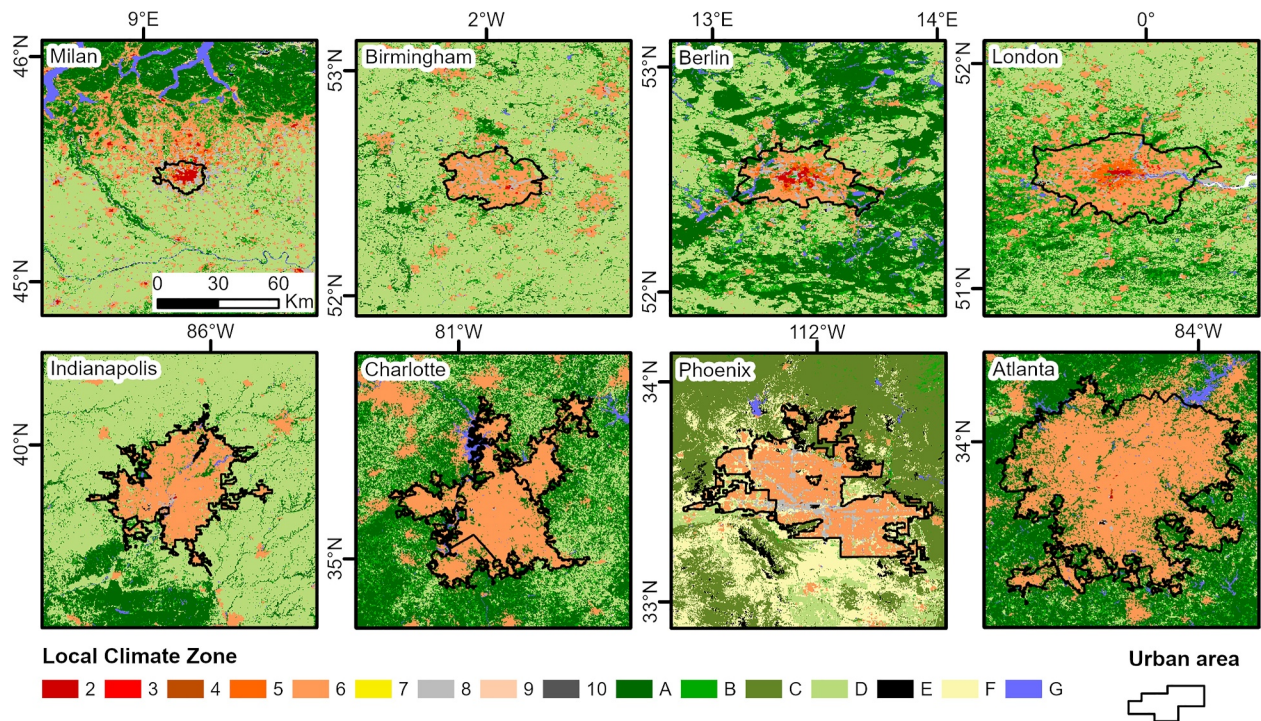 9°E
2°W
13°E
14°E
0°
46°N
Milan
53°N
Birmingham
53°N
Berlin
52°N
London
45°N
0
30
60
Km
52°N
52°N
51°N
86°W
81°W
112°W
84°W
Indianapolis
Charlotte
34°N
Phoenix
Atlanta
40°N
34°N
35°N
33°N
Local Climate Zone
Urban area
2 3 4 5 6 7 8 9 10 A B C D E F G